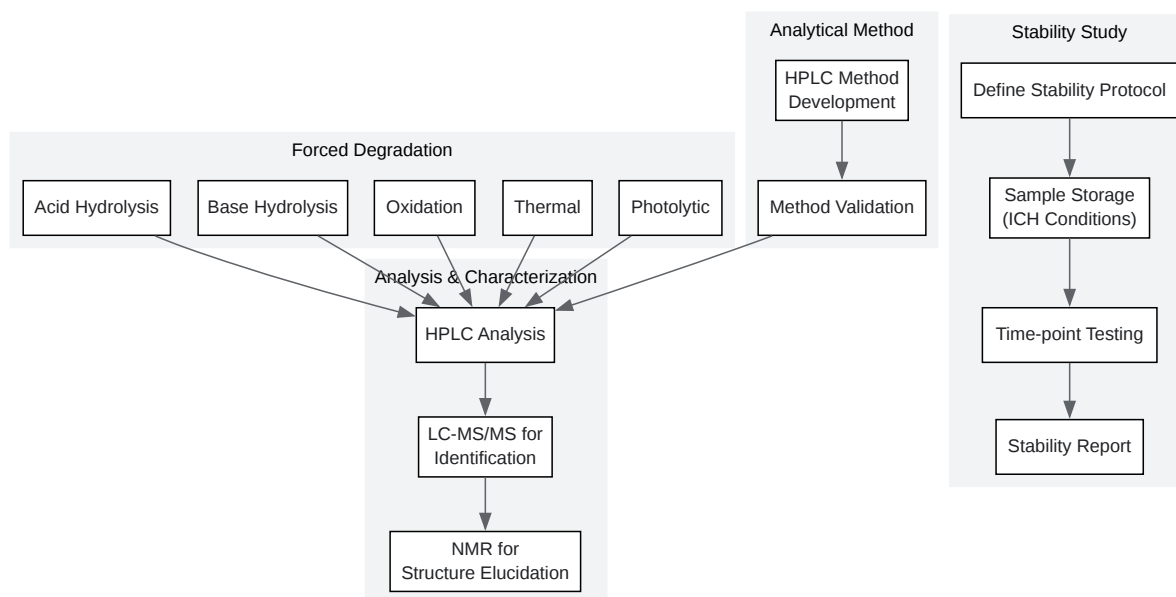 Analytical Method
HPLC Method
Development
Method Validation
Stability Study
Define Stability Protocol
Sample Storage
(ICH Conditions)
Time-point Testing
Stability Report
Forced Degradation
Acid Hydrolysis
Base Hydrolysis
Oxidation
Thermal
Photolytic
Analysis & Characterization
HPLC Analysis
LC-MS/MS for
Identification
NMR for
Structure Elucidation